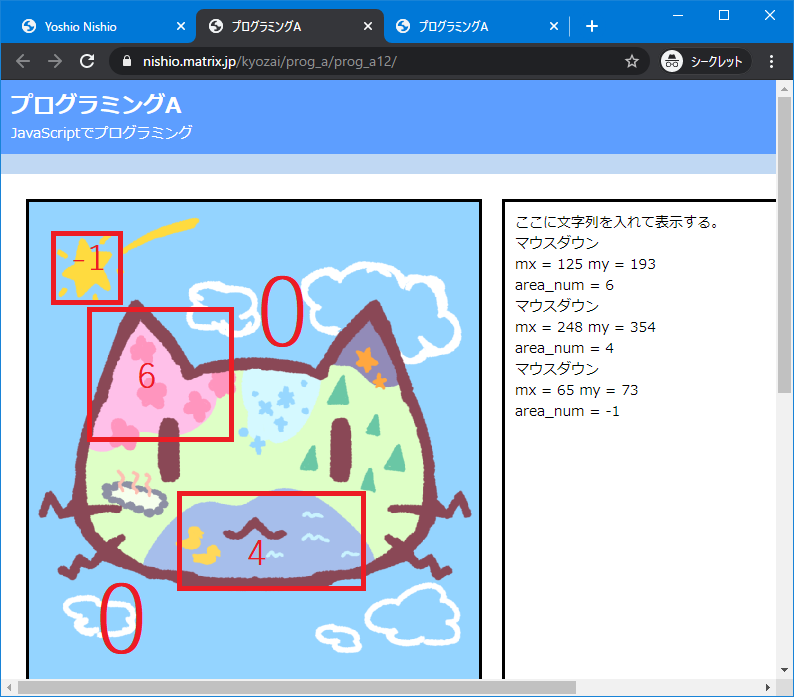 Yoshio Nishio
プログラミングA
プログラミングA
nishio.matrix.jp/kyozai/prog_a/prog_a12/
シークレット
プログラミングA
JavaScriptでプログラミング
-1
0
6
4
0
ここに文字列を入れて表示する。
マウスダウン
mx = 125 my = 193
area_num = 6
マウスダウン
mx = 248 my = 354
area_num = 4
マウスダウン
mx = 65 my = 73
area_num = -1